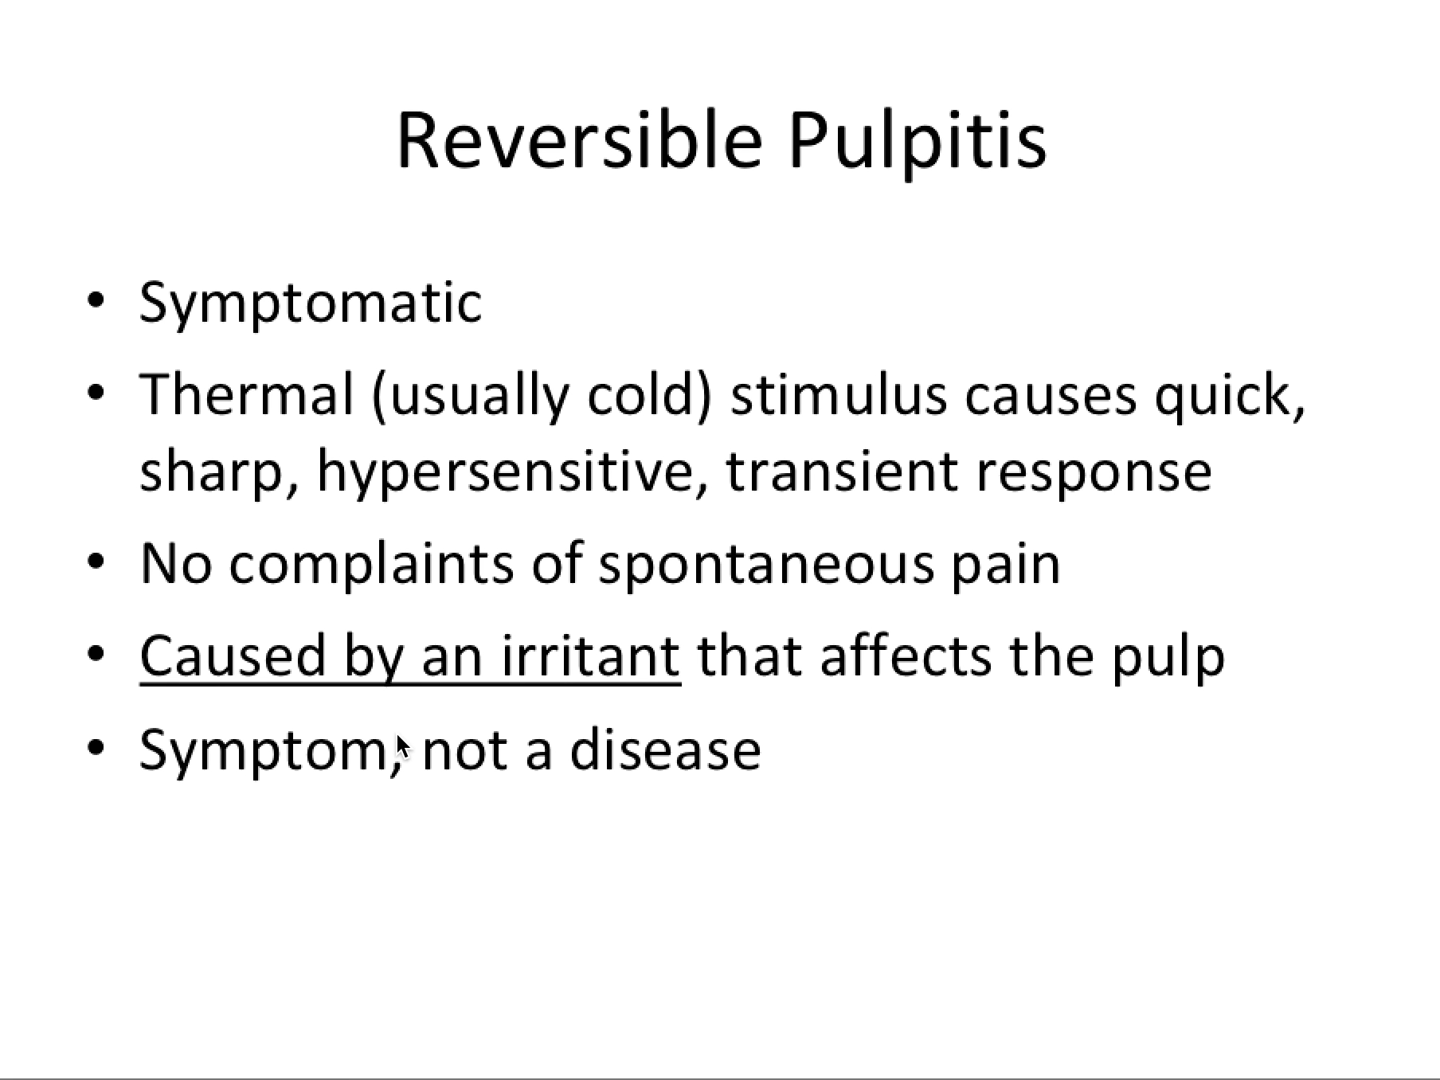 Reversible Pulpitis
• Symptomatic
• Thermal (usually cold) stimulus causes quick,
sharp, hypersensitive, transient response
• No complaints of spontaneous pain
• Caused by an irritant that affects the pulp
• Symptom, not a disease